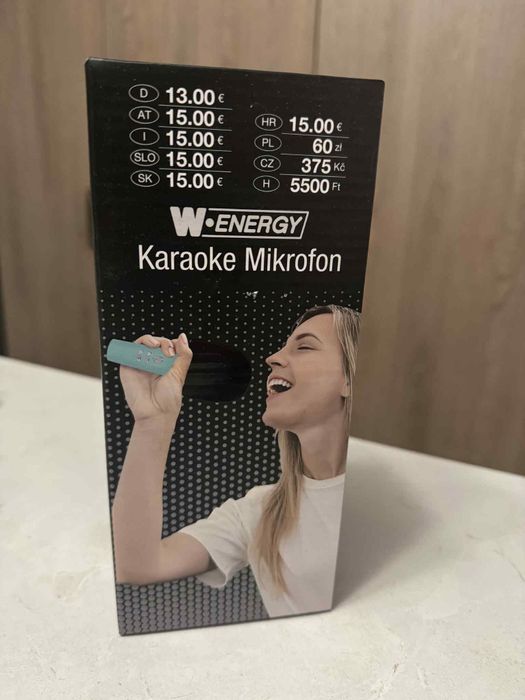 D 13.00 €
AT 15.00 €
I 15.00 €
SLO 15.00 €
SK 15.00 €
HR 15.00 €
PL 60 zł
CZ 375 Kč
H 5500 Ft
W•ENERGY
Karaoke Mikrofon